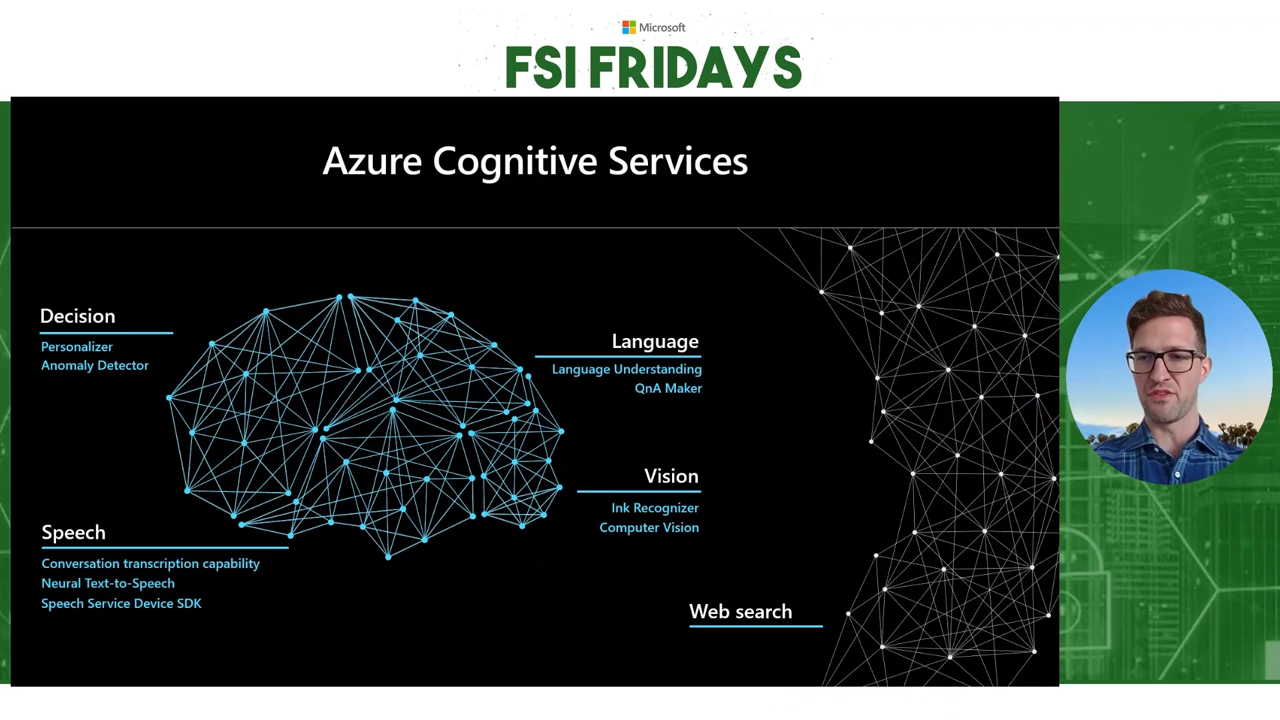 Microsoft
FSI FRIDAYS
Azure Cognitive Services
Decision
Personalizer
Anomaly Detector
Language
Language Understanding
QnA Maker
Vision
Ink Recognizer
Computer Vision
Speech
Conversation transcription capability
Neural Text-to-Speech
Speech Service Device SDK
Web search